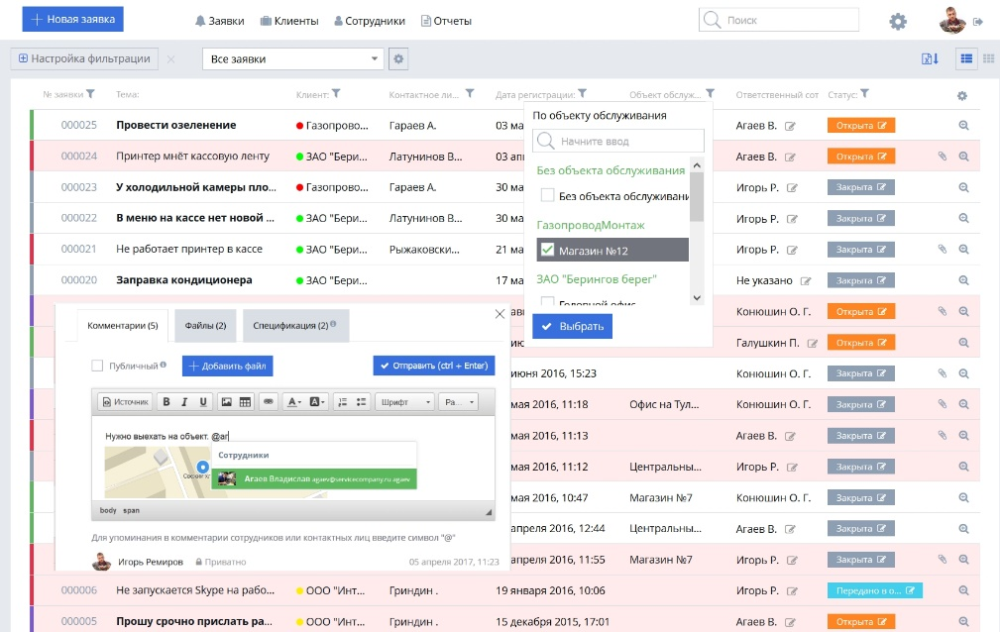 + Новая заявка Заявки Клиенты Сотрудники Отчеты Поиск
Настройка фильтрации Все заявки
№ заявки Тема: Клиент: Контактное ли... Дата регистрации: Объект обслуж... Ответственный сот Статус:
000025 Провести озеленение Газопрово... Гараев А. 03 ма Агаев В. Открыта
000024 Принтер мнёт кассовую ленту ЗАО "Бери... Латунинов В... 03 ап Агаев В. Открыта
000023 У холодильной камеры пло... Газопрово... Гараев А. 30 ма Игорь Р. Закрыта
000022 В меню на кассе нет новой ... ЗАО "Бери... Латунинов В... 30 ма Игорь Р. Закрыта
000021 Не работает принтер в кассе ЗАО "Бери... Рыжаковски... 21 ма Игорь Р. Закрыта
000020 Заправка кондиционера ЗАО "Бери... 17 ма Не указано Закрыта
По объекту обслуживания
Начните ввод
Без объекта обслуживания
Без объекта обслуживани
ГазопроводМонтаж
Магазин №12
ЗАО "Берингов берег"
Головной офис
Выбрать
Конюшин О. Г. Открыта
Галушкин П. Открыта
июня 2016, 15:23 Конюшин О. Г. Закрыта
мая 2016, 11:18 Офис на Тул... Конюшин О. Г. Закрыта
мая 2016, 11:13 Агаев В. Закрыта
мая 2016, 11:12 Центральны... Игорь Р. Закрыта
мая 2016, 10:47 Магазин №7 Конюшин О. Г. Закрыта
апреля 2016, 12:44 Центральны... Агаев В. Закрыта
апреля 2016, 11:55 Магазин №7 Игорь Р. Закрыта
Комментарии (5) Файлы (2) Спецификация (2)
Публичный + Добавить файл Отправить (ctrl + Enter)
Источник B I U A A Шрифт Ра...
Нужно выехать на объект. @аг
Сотрудники
Агаев Владислав agaev@servicecompany.ru agaev
body span
Для упоминания в комментарии сотрудников или контактных лиц введите символ "@"
Игорь Ремиров Приватно 05 апреля 2017, 11:23
000006 Не запускается Skype на рабо... ООО "Инт... Гриндин . 19 января 2016, 10:06 Игорь Р. Передано в о...
000005 Прошу срочно прислать ра... ООО "Инт... Гриндин . 15 декабря 2015, 17:01 Агаев В. Открыта